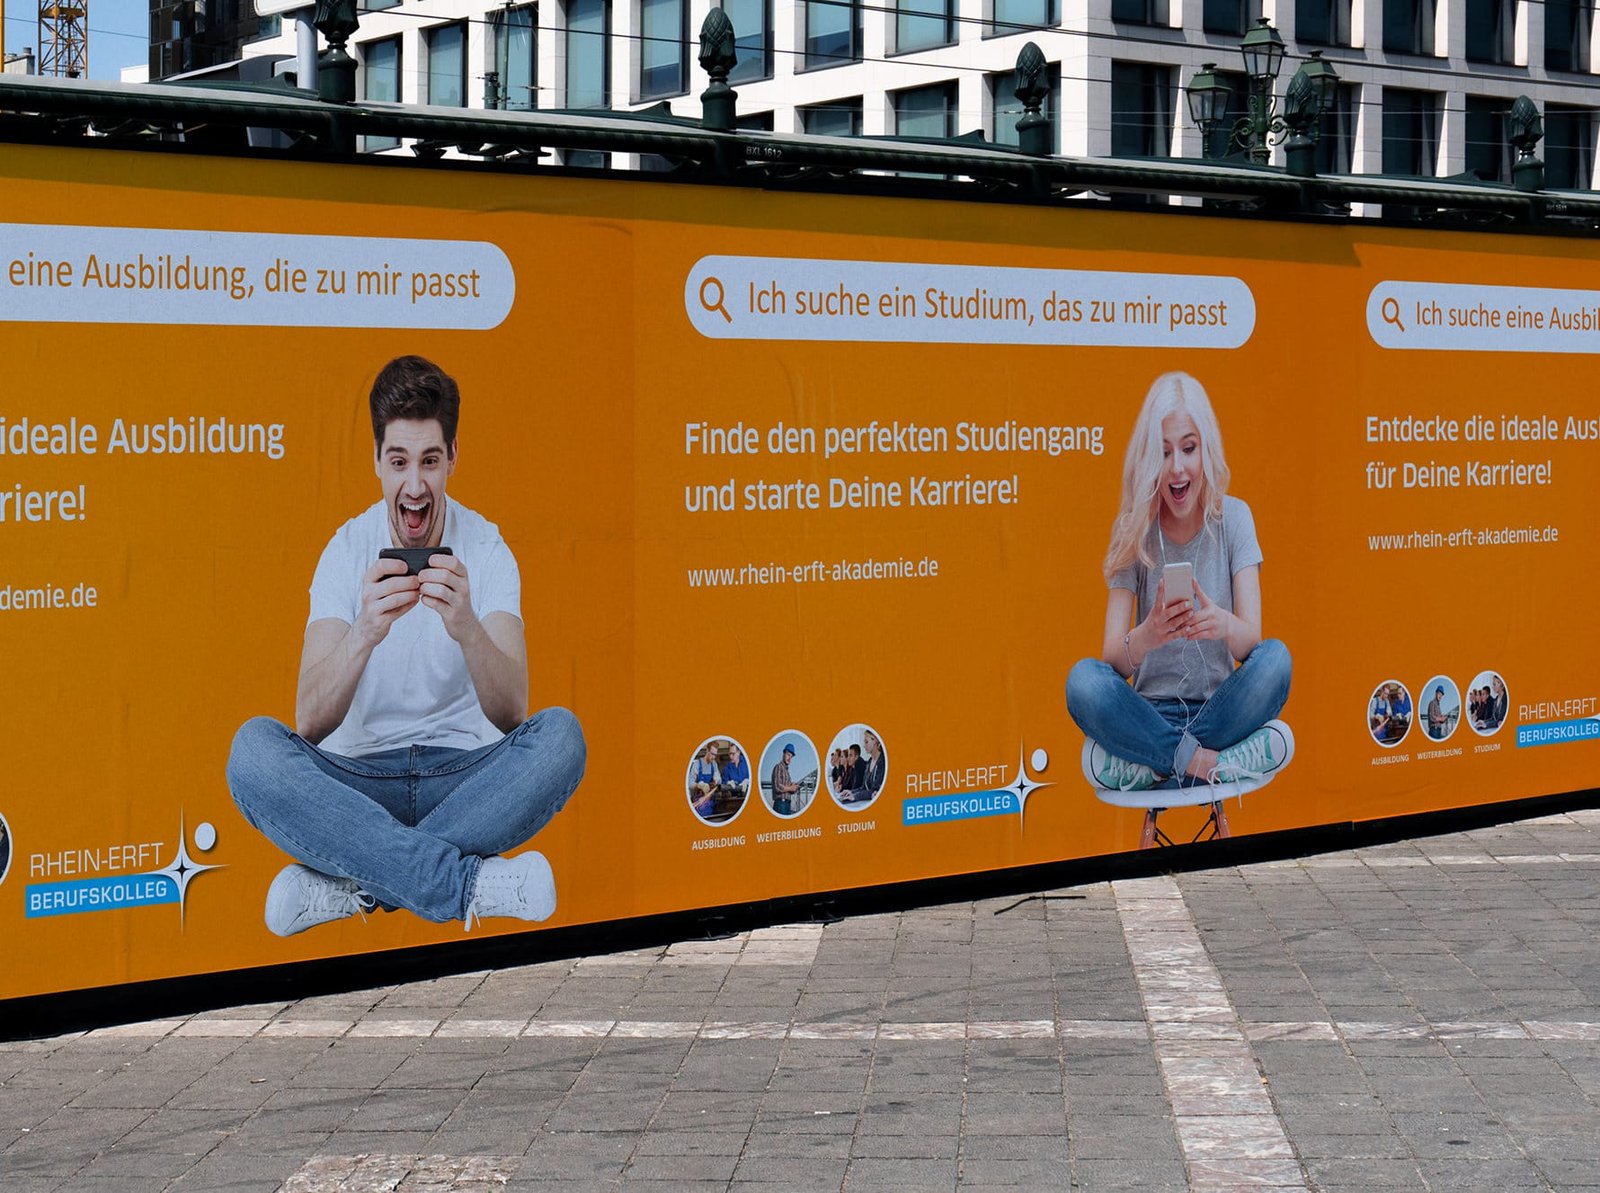 eine Ausbildung, die zu mir passt
ideale Ausbildung
riere!
demie.de
RHEIN-ERFT
BERUFSKOLLEG
Ich suche ein Studium, das zu mir passt
Finde den perfekten Studiengang
und starte Deine Karriere!
www.rhein-erft-akademie.de
AUSBILDUNG WEITERBILDUNG STUDIUM
RHEIN-ERFT
BERUFSKOLLEG
Ich suche eine Ausbil
Entdecke die ideale Aus
für Deine Karriere!
www.rhein-erft-akademie.de
AUSBILDUNG WEITERBILDUNG STUDIUM
RHEIN-ERFT
BERUFSKOLLEG
BXL 1612